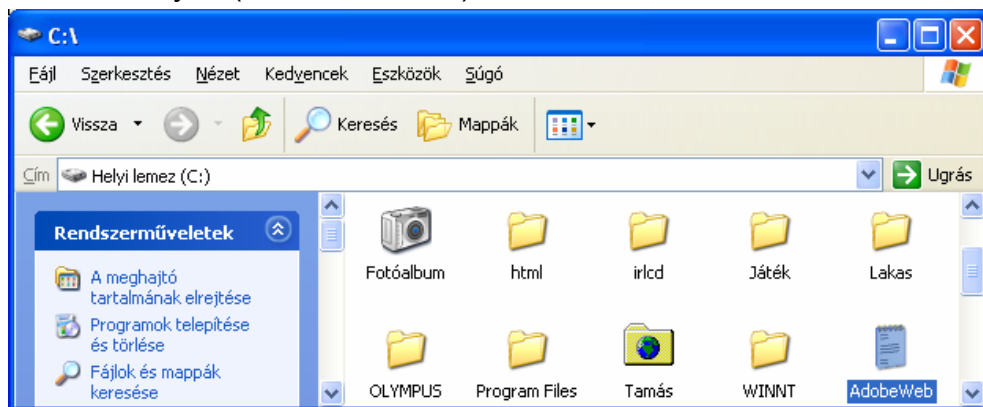 C:\
Fájl Szerkesztés Nézet Kedvencek Eszközök Súgó
Vissza Keresés Mappák
Cím Helyi lemez (C:) Ugrás
Rendszerműveletek
A meghajtó
tartalmának elrejtése
Programok telepítése
és törlése
Fájlok és mappák
keresése
Fotóalbum html irlcd Játék Lakas
OLYMPUS Program Files Tamás WINNT AdobeWeb